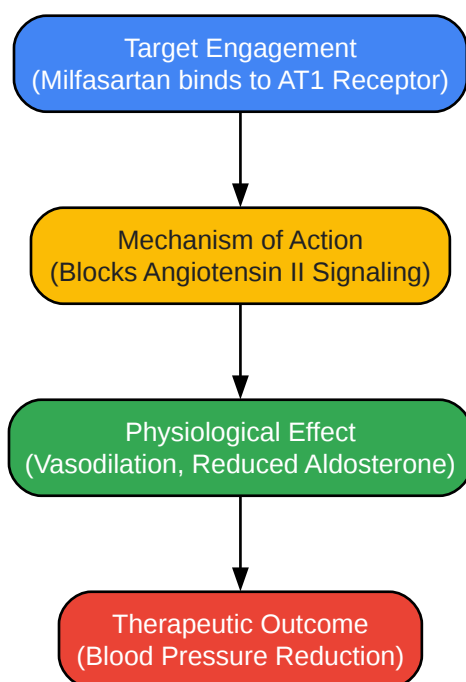 Target Engagement
(Milfasartan binds to AT1 Receptor)
Mechanism of Action
(Blocks Angiotensin II Signaling)
Physiological Effect
(Vasodilation, Reduced Aldosterone)
Therapeutic Outcome
(Blood Pressure Reduction)